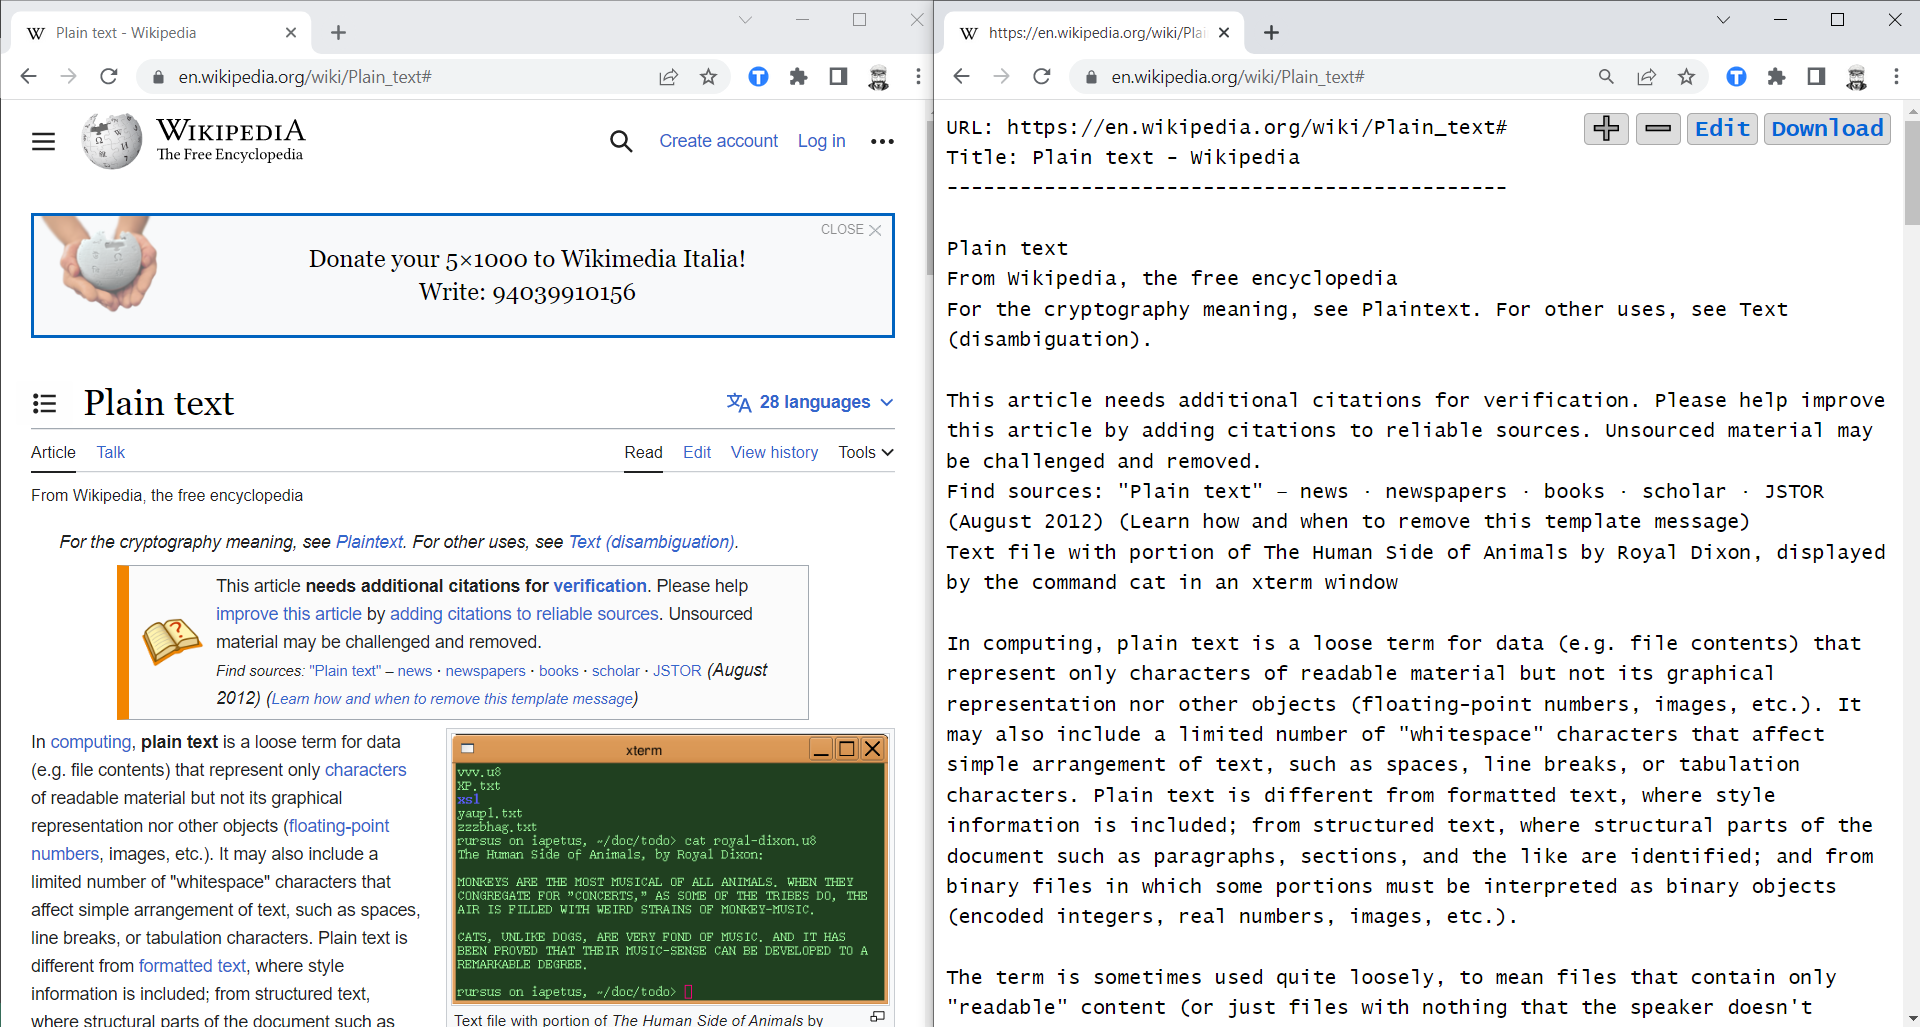 Plain text - Wikipedia
en.wikipedia.org/wiki/Plain_text#
WIKIPEDIA
The Free Encyclopedia
Create account
Log in
CLOSE
Donate your 5×1000 to Wikimedia Italia!
Write: 94039910156
Plain text
28 languages
Article Talk Read Edit View history Tools
From Wikipedia, the free encyclopedia
For the cryptography meaning, see Plaintext. For other uses, see Text (disambiguation).
This article needs additional citations for verification. Please help
improve this article by adding citations to reliable sources. Unsourced
material may be challenged and removed.
Find sources: "Plain text" – news · newspapers · books · scholar · JSTOR (August
2012) (Learn how and when to remove this template message)
In computing, plain text is a loose term for data
(e.g. file contents) that represent only characters
of readable material but not its graphical
representation nor other objects (floating-point
numbers, images, etc.). It may also include a
limited number of "whitespace" characters that
affect simple arrangement of text, such as spaces,
line breaks, or tabulation characters. Plain text is
different from formatted text, where style
information is included; from structured text,
where structural parts of the document such as
xterm
vvv.u8
XP.txt
xsl
yaupl.txt
zzzbhag.txt
rursus on iapetus, ~/doc/todo> cat royal-dixon.u8
The Human Side of Animals, by Royal Dixon:
MONKEYS ARE THE MOST MUSICAL OF ALL ANIMALS. WHEN THEY
CONGREGATE FOR "CONCERTS," AS SOME OF THE TRIBES DO, THE
AIR IS FILLED WITH WEIRD STRAINS OF MONKEY-MUSIC.
CATS, UNLIKE DOGS, ARE VERY FOND OF MUSIC. AND IT HAS
BEEN PROVED THAT THEIR MUSIC-SENSE CAN BE DEVELOPED TO A
REMARKABLE DEGREE.
rursus on iapetus, ~/doc/todo>
Text file with portion of The Human Side of Animals by
https://en.wikipedia.org/wiki/Plai
en.wikipedia.org/wiki/Plain_text#
URL: https://en.wikipedia.org/wiki/Plain_text#
Edit Download
Title: Plain text - Wikipedia
----------------------------------------------
Plain text
From Wikipedia, the free encyclopedia
For the cryptography meaning, see Plaintext. For other uses, see Text
(disambiguation).
This article needs additional citations for verification. Please help improve
this article by adding citations to reliable sources. Unsourced material may
be challenged and removed.
Find sources: "Plain text" – news · newspapers · books · scholar · JSTOR
(August 2012) (Learn how and when to remove this template message)
Text file with portion of The Human Side of Animals by Royal Dixon, displayed
by the command cat in an xterm window
In computing, plain text is a loose term for data (e.g. file contents) that
represent only characters of readable material but not its graphical
representation nor other objects (floating-point numbers, images, etc.). It
may also include a limited number of "whitespace" characters that affect
simple arrangement of text, such as spaces, line breaks, or tabulation
characters. Plain text is different from formatted text, where style
information is included; from structured text, where structural parts of the
document such as paragraphs, sections, and the like are identified; and from
binary files in which some portions must be interpreted as binary objects
(encoded integers, real numbers, images, etc.).
The term is sometimes used quite loosely, to mean files that contain only
"readable" content (or just files with nothing that the speaker doesn't